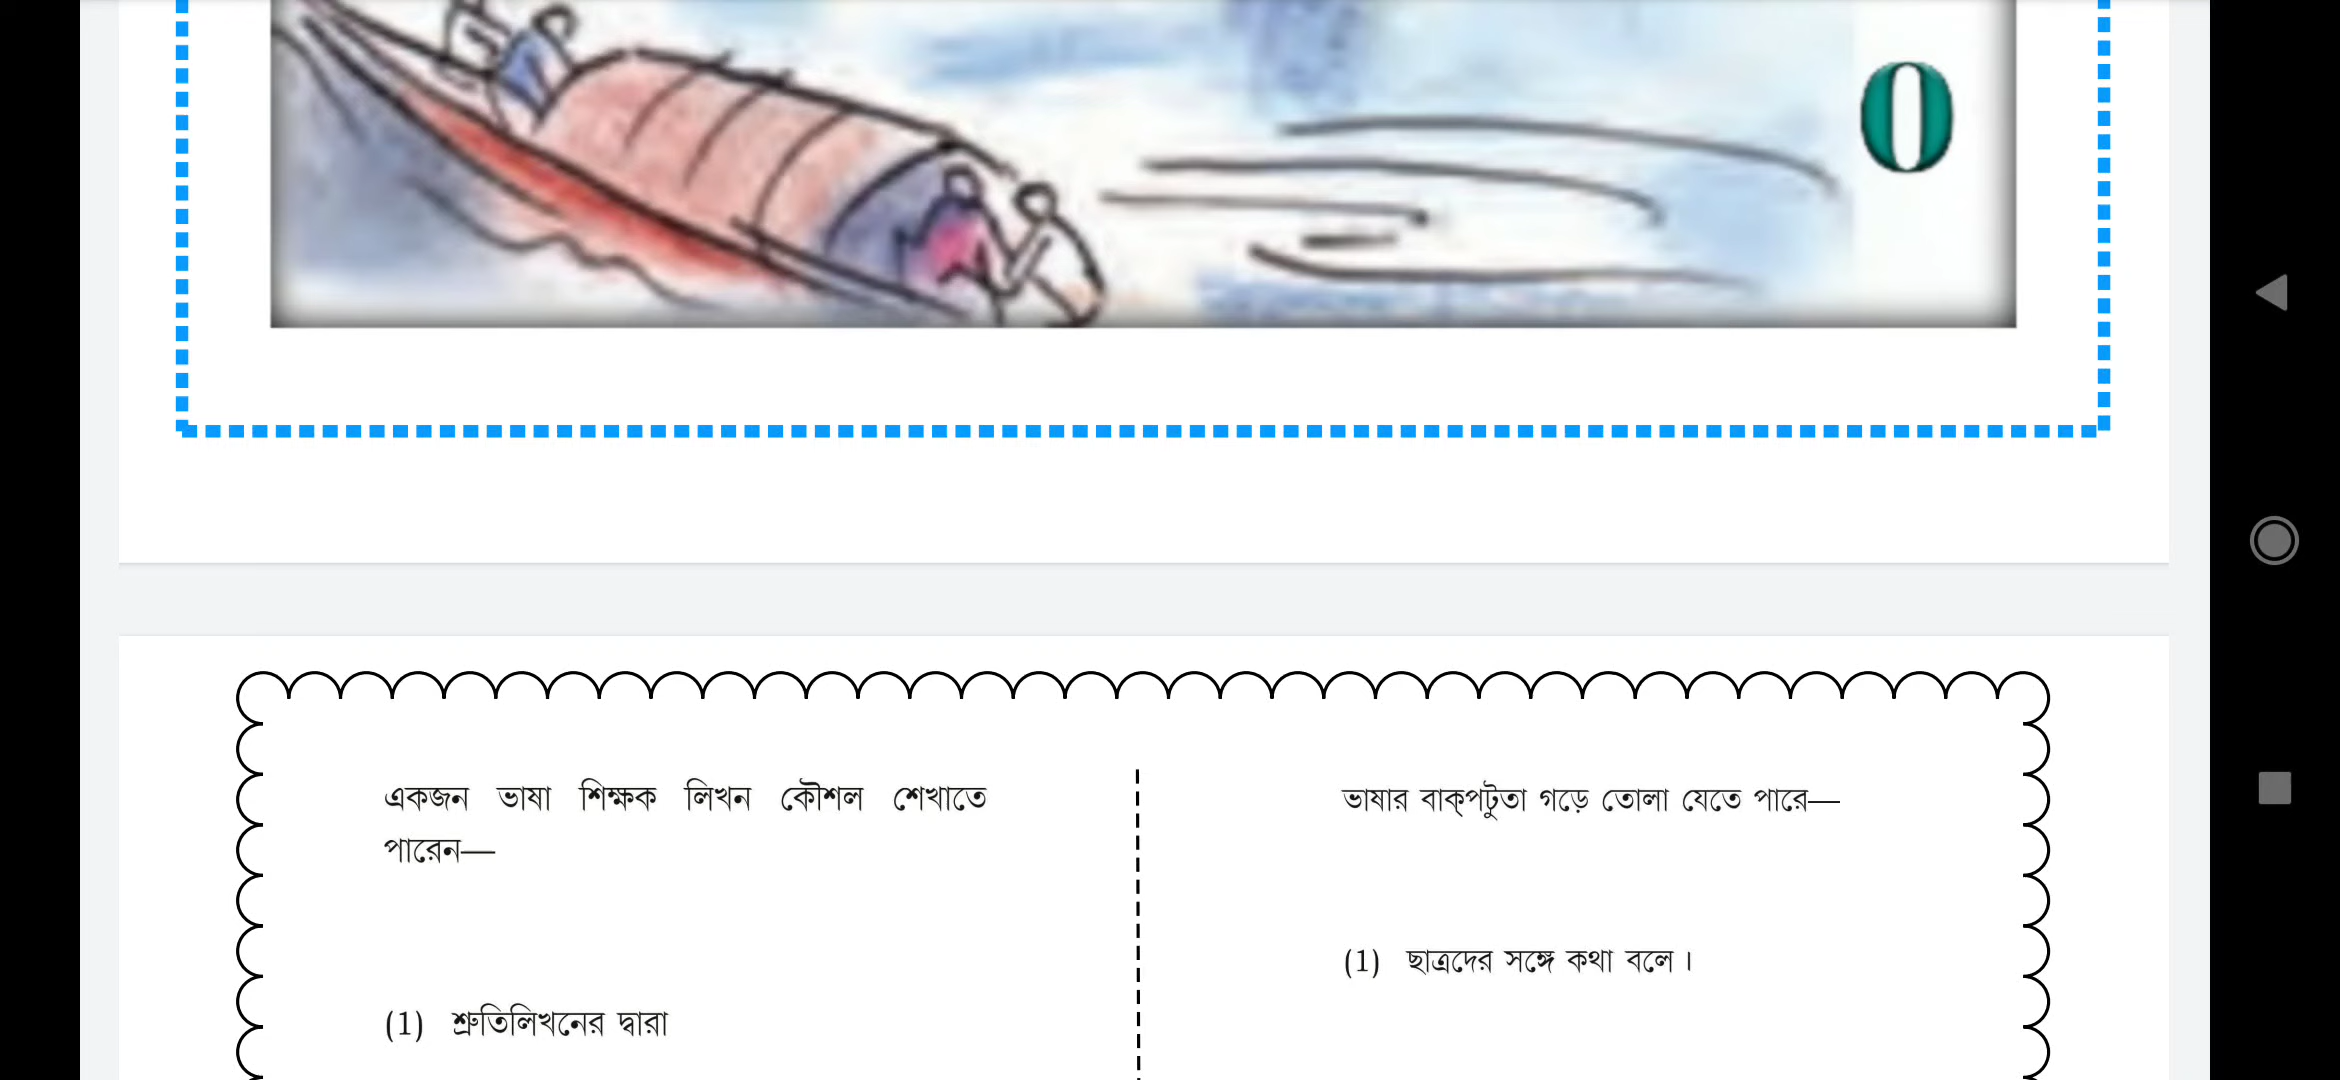 0
একজন ভাষা শিক্ষক লিখন কৌশল শেখাতে
পারেন—
(1) শ্রুতিলিখনের দ্বারা
ভাষার বাক্‌পটুতা গড়ে তোলা যেতে পারে—
(1) ছাত্রদের সঙ্গে কথা বলে ।